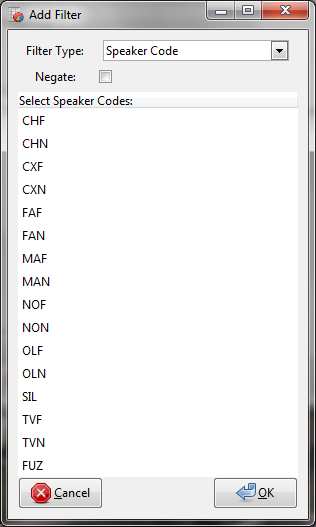 Add Filter
Filter Type: Speaker Code
Negate:
Select Speaker Codes:
CHF
CHN
CXF
CXN
FAF
FAN
MAF
MAN
NOF
NON
OLF
OLN
SIL
TVF
TVN
FUZ
Cancel OK